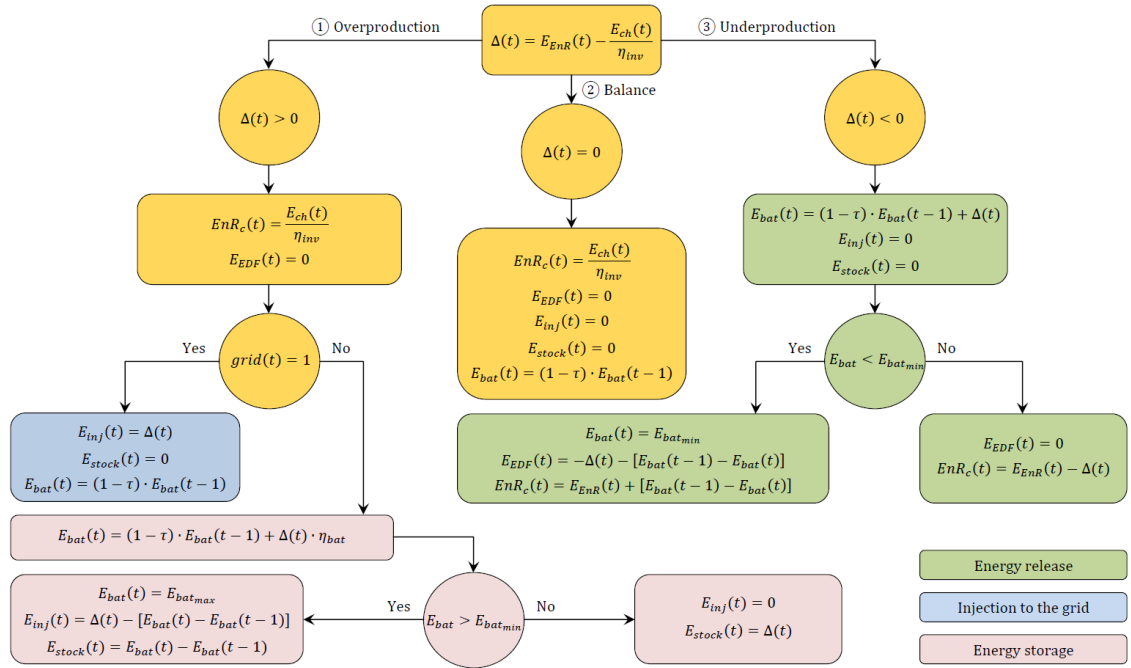 ① Overproduction
Δ(t) = E_EnR(t) − E_ch(t)/η_inv
③ Underproduction
② Balance
Δ(t) > 0
Δ(t) = 0
Δ(t) < 0
EnR_c(t) = E_ch(t)/η_inv
E_EDF(t) = 0
EnR_c(t) = E_ch(t)/η_inv
E_EDF(t) = 0
E_inj(t) = 0
E_stock(t) = 0
E_bat(t) = (1 − τ) · E_bat(t − 1)
E_bat(t) = (1 − τ) · E_bat(t − 1) + Δ(t)
E_inj(t) = 0
E_stock(t) = 0
Yes
grid(t) = 1
No
Yes
E_bat < E_bat_min
No
E_inj(t) = Δ(t)
E_stock(t) = 0
E_bat(t) = (1 − τ) · E_bat(t − 1)
E_bat(t) = E_bat_min
E_EDF(t) = −Δ(t) − [E_bat(t − 1) − E_bat(t)]
EnR_c(t) = E_EnR(t) + [E_bat(t − 1) − E_bat(t)]
E_EDF(t) = 0
EnR_c(t) = E_EnR(t) − Δ(t)
E_bat(t) = (1 − τ) · E_bat(t − 1) + Δ(t) · η_bat
E_bat(t) = E_bat_max
E_inj(t) = Δ(t) − [E_bat(t) − E_bat(t − 1)]
E_stock(t) = E_bat(t) − E_bat(t − 1)
Yes
E_bat > E_bat_min
No
E_inj(t) = 0
E_stock(t) = Δ(t)
Energy release
Injection to the grid
Energy storage